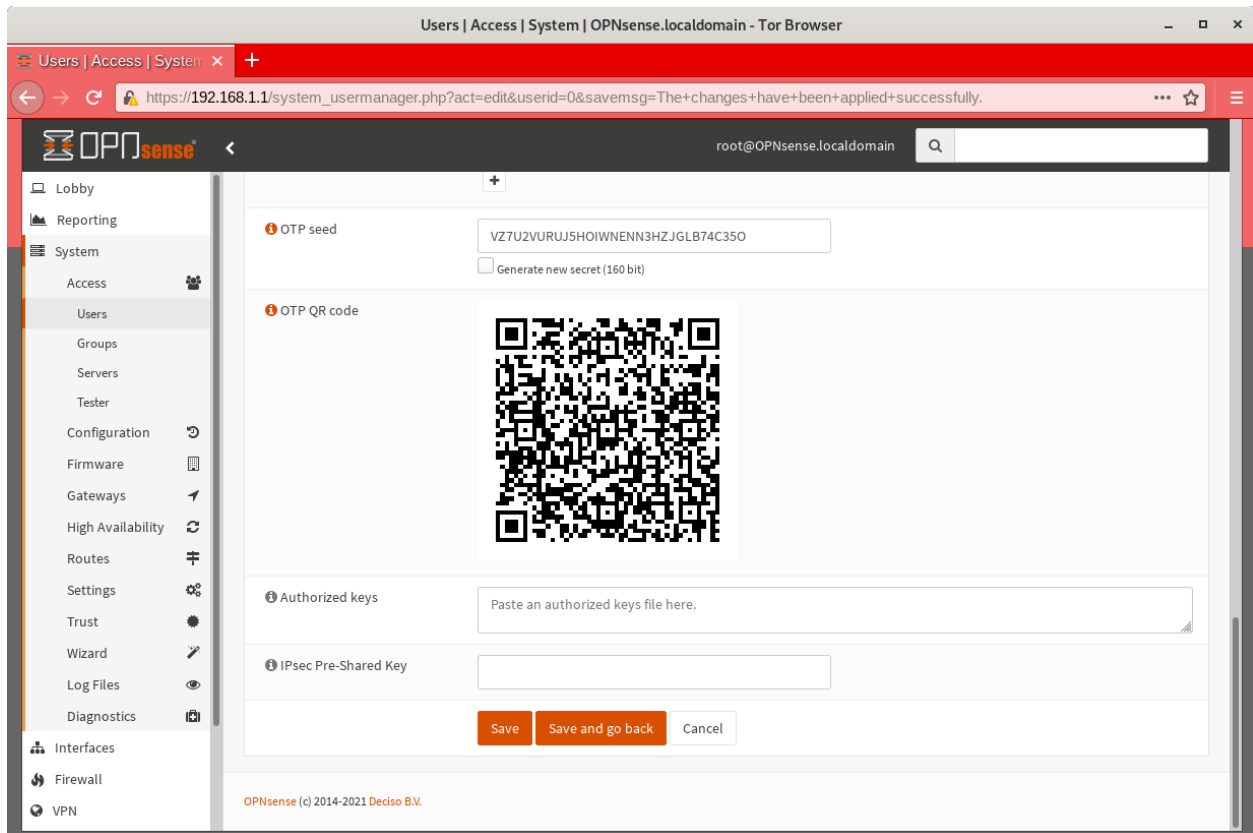 Users | Access | System | OPNsense.localdomain - Tor Browser
Users | Access | System
https://192.168.1.1/system_usermanager.php?act=edit&userid=0&savemsg=The+changes+have+been+applied+successfully.
OPNsense
root@OPNsense.localdomain
Lobby
Reporting
System
Access
Users
Groups
Servers
Tester
Configuration
Firmware
Gateways
High Availability
Routes
Settings
Trust
Wizard
Log Files
Diagnostics
Interfaces
Firewall
VPN
OTP seed
VZ7U2VURUJ5HOIWNENN3HZJGLB74C35O
Generate new secret (160 bit)
OTP QR code
Authorized keys
Paste an authorized keys file here.
IPsec Pre-Shared Key
Save
Save and go back
Cancel
OPNsense (c) 2014-2021 Deciso B.V.